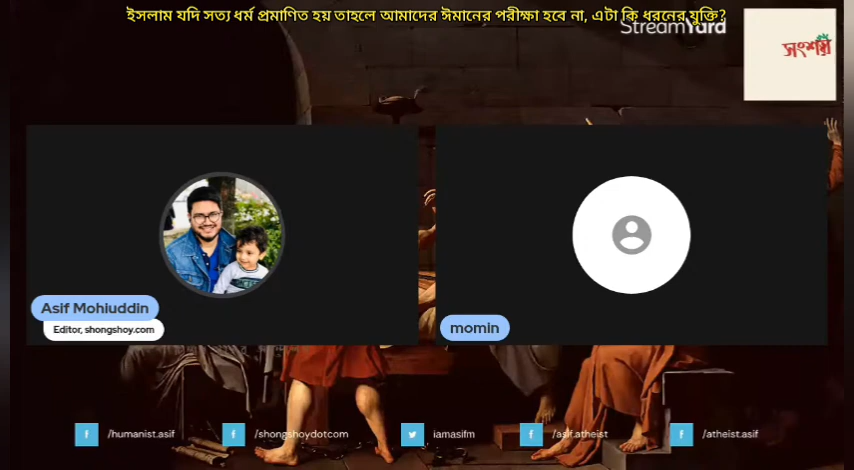 ইসলাম যদি সত্য ধর্ম প্রমাণিত হয় তাহলে আমাদের ঈমানের পরীক্ষা হবে না, এটা কি ধরনের যুক্তি?
StreamYard
সংশয়
Asif Mohiuddin
Editor, shongshoy.com
momin
/humanist.asif
/shongshoydotcom
iamasifm
/asif.atheist
/atheist.asif